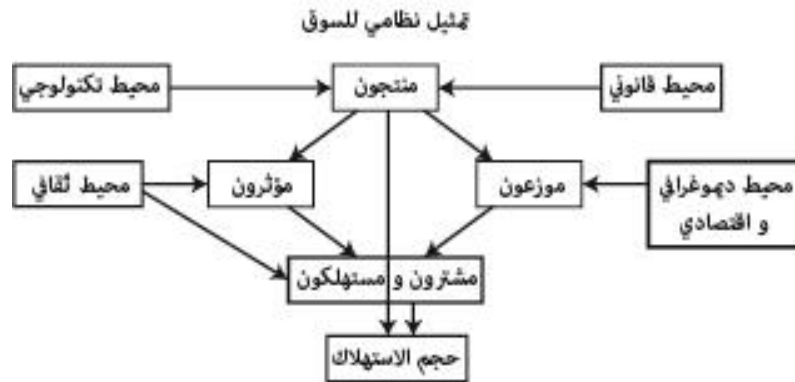 تمثيل نظامي للسوق
محيط قانوني
منتجون
محيط تكنولوجي
محيط ديموغرافي
و اقتصادي
موزعون
مؤثرون
محيط ثقافي
مشترون و مستهلكون
حجم الاستهلاك